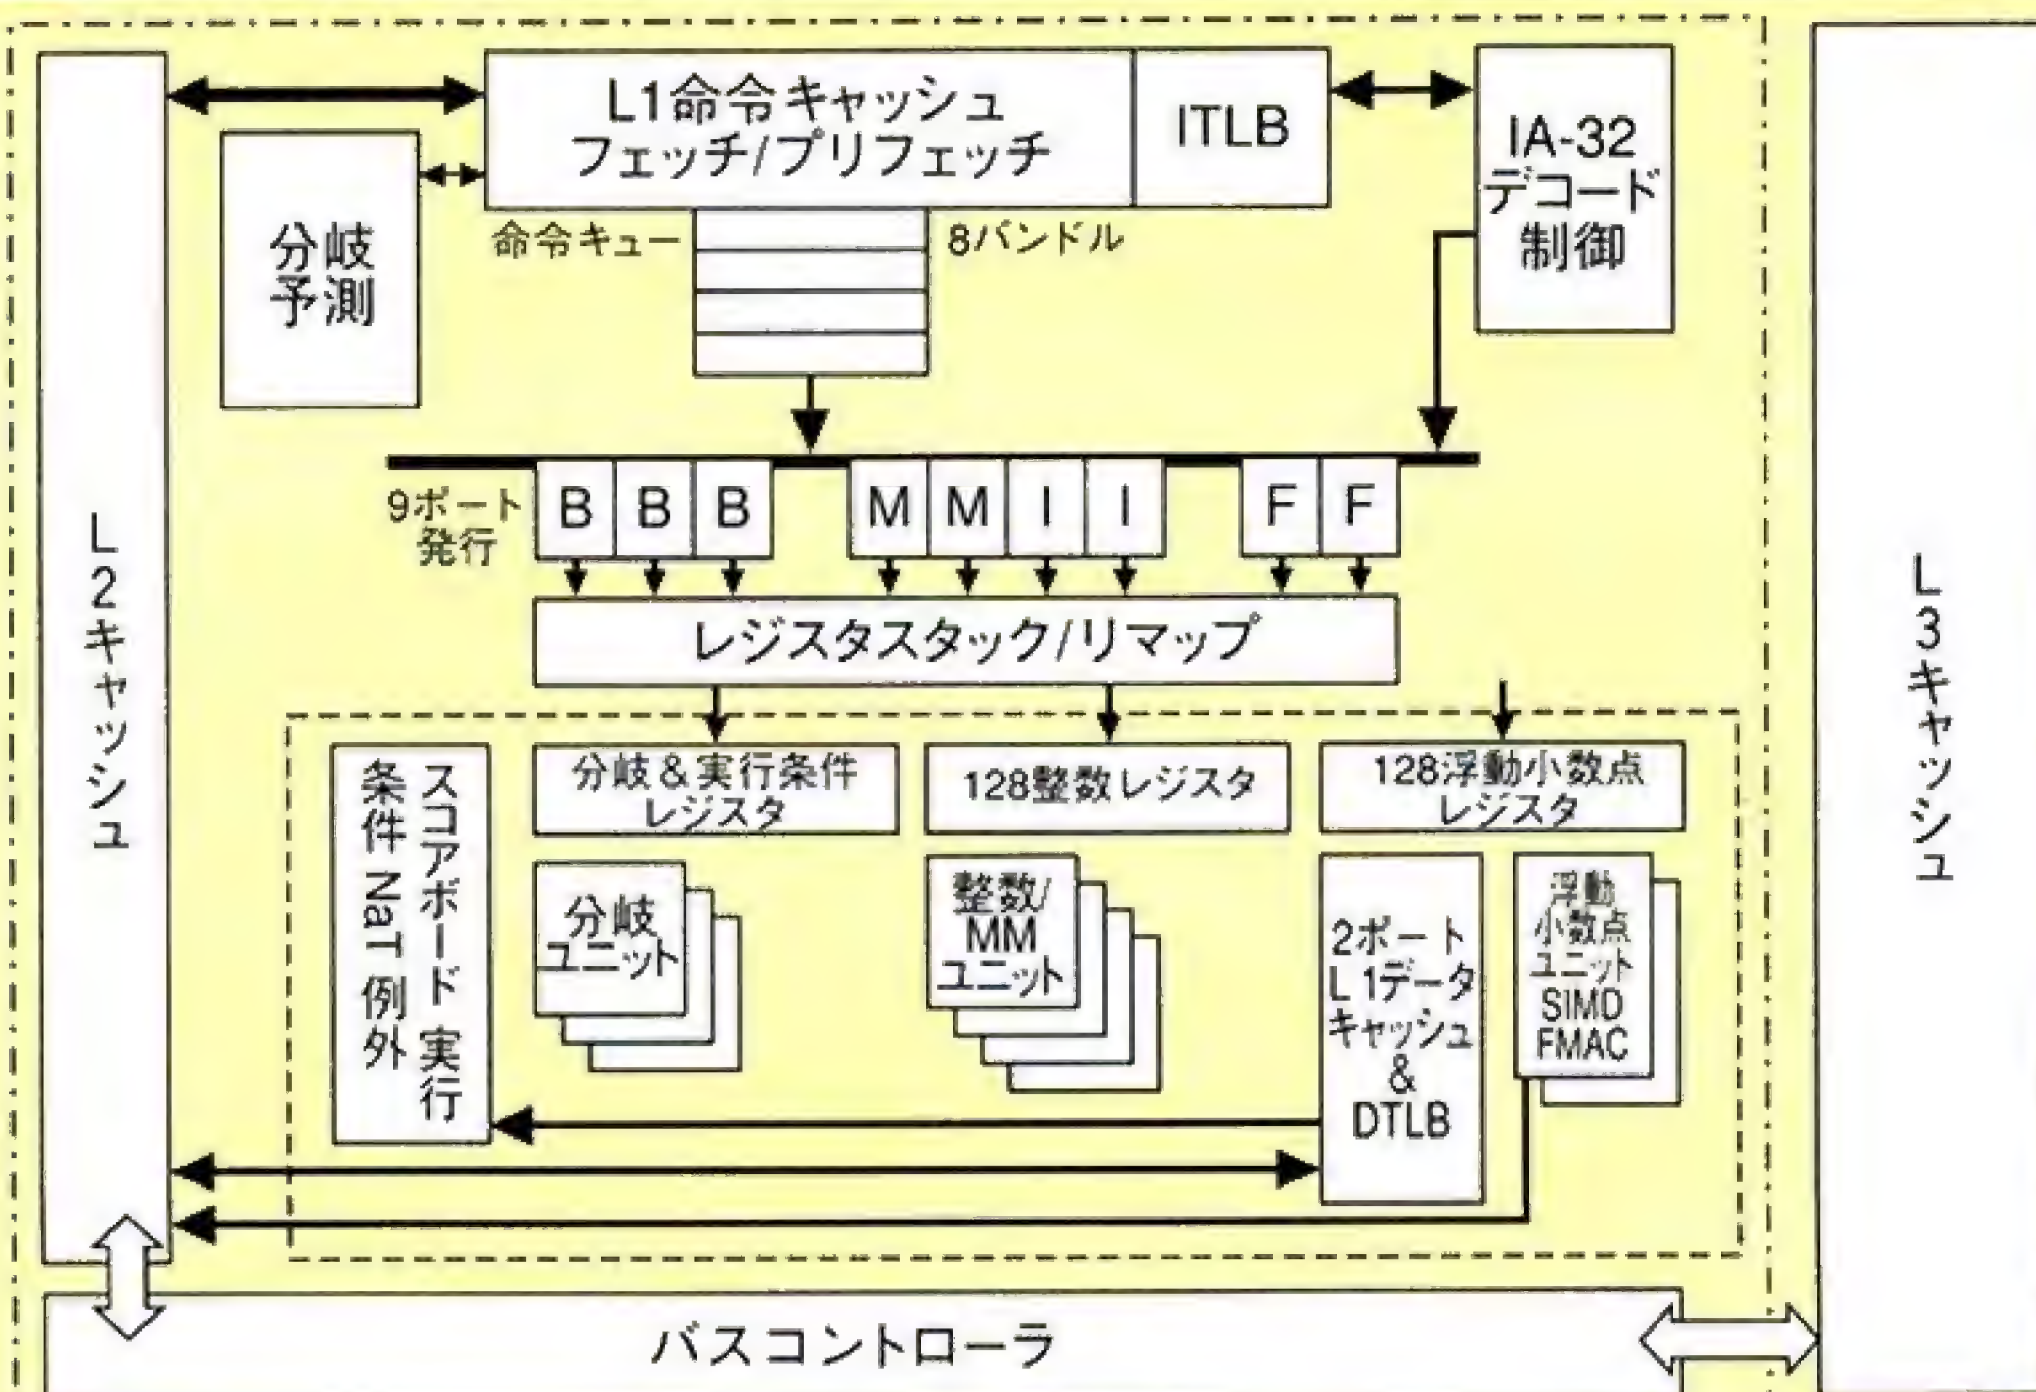 L1命令キャッシュ
フェッチ/プリフェッチ
ITLB
IA-32
デコード
制御
分岐
予測
命令キュー
8バンドル
9ポート
発行
B
B
B
M
M
I
I
F
F
レジスタスタック/リマップ
L2キャッシュ
L3キャッシュ
スコアボード 実行
条件 NaT 例外
分岐&実行条件
レジスタ
128整数レジスタ
128浮動小数点
レジスタ
分岐
ユニット
整数/
MM
ユニット
2ポート
L1データ
キャッシュ
&
DTLB
浮動
小数点
ユニット
SIMD
FMAC
バスコントローラ